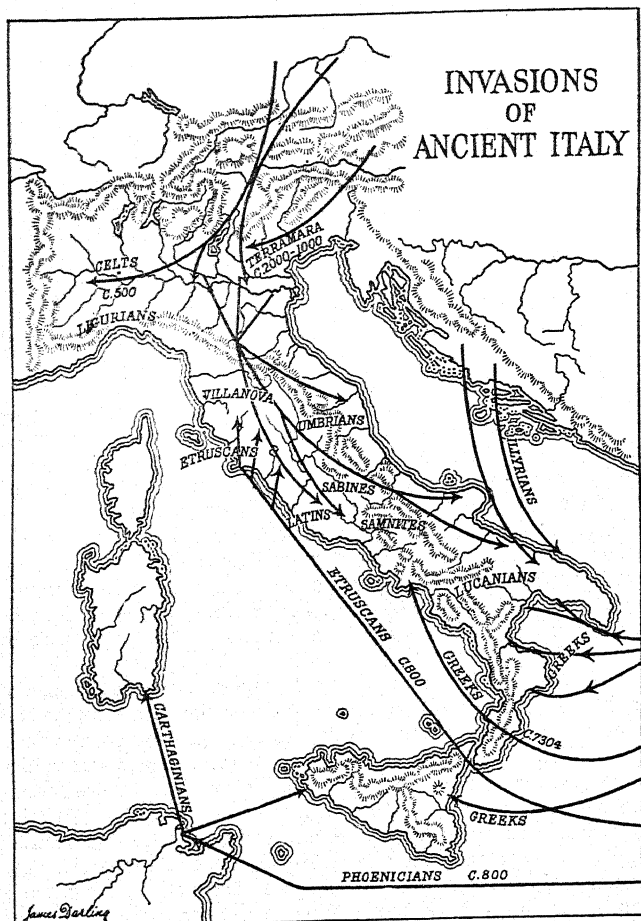 INVASIONS
OF
ANCIENT ITALY
TERRAMARA
C.2000-1000
CELTS
C.500
LIGURIANS
VILLANOVA
UMBRIANS
ETRUSCANS
ILLYRIANS
SABINES
LATINS
SAMNITES
LUCANIANS
ETRUSCANS C800
GREEKS
GREEKS
C.7304
CARTHAGINIANS
GREEKS
PHOENICIANS C.800
James Darling